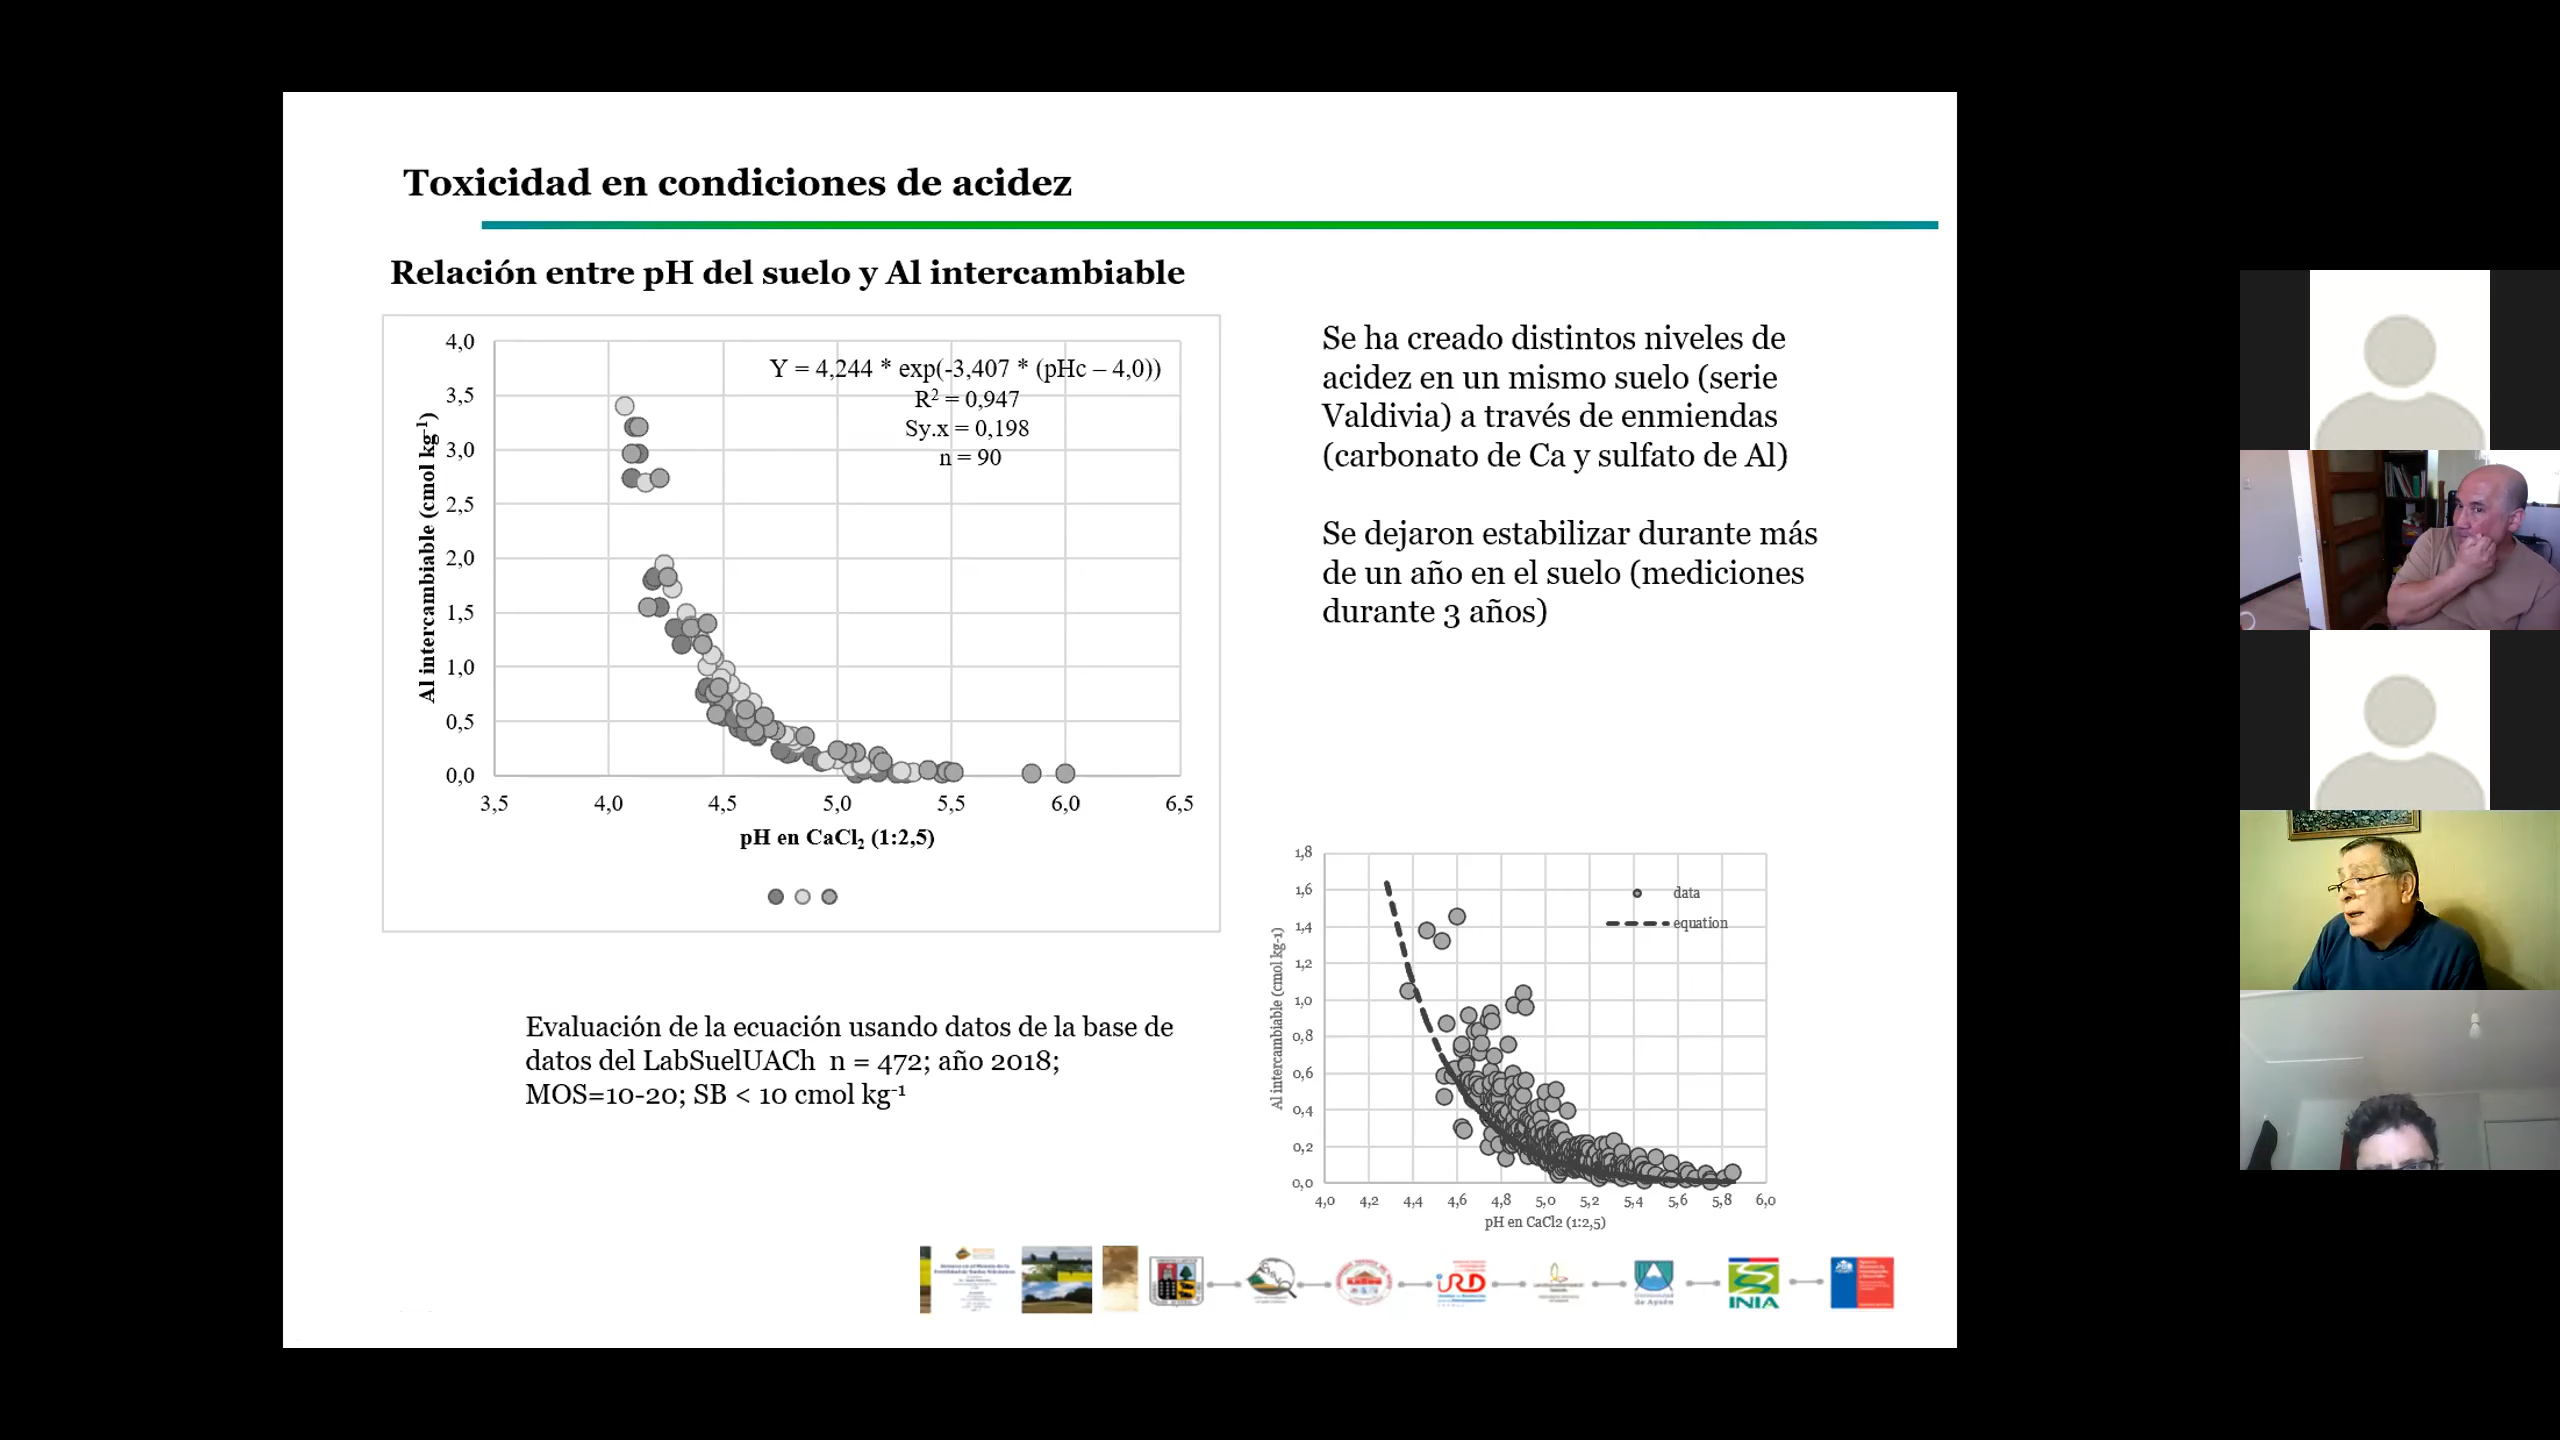 Toxicidad en condiciones de acidez
Relación entre pH del suelo y Al intercambiable
4,0
3,5
3,0
2,5
2,0
1,5
1,0
0,5
0,0
Al intercambiable (cmol kg⁻¹)
Y = 4,244 * exp(-3,407 * (pHc – 4,0))
R² = 0,947
Sy.x = 0,198
n = 90
3,5 4,0 4,5 5,0 5,5 6,0 6,5
pH en CaCl₂ (1:2,5)
Se ha creado distintos niveles de
acidez en un mismo suelo (serie
Valdivia) a través de enmiendas
(carbonato de Ca y sulfato de Al)
Se dejaron estabilizar durante más
de un año en el suelo (mediciones
durante 3 años)
Evaluación de la ecuación usando datos de la base de
datos del LabSuelUACh n = 472; año 2018;
MOS=10-20; SB < 10 cmol kg⁻¹
1,8
1,6
1,4
1,2
1,0
0,8
0,6
0,4
0,2
0,0
Al intercambiable (cmol kg-1)
data
equation
4,0 4,2 4,4 4,6 4,8 5,0 5,2 5,4 5,6 5,8 6,0
pH en CaCl2 (1:2,5)
iRD
Universidad
de Aysén
INIA